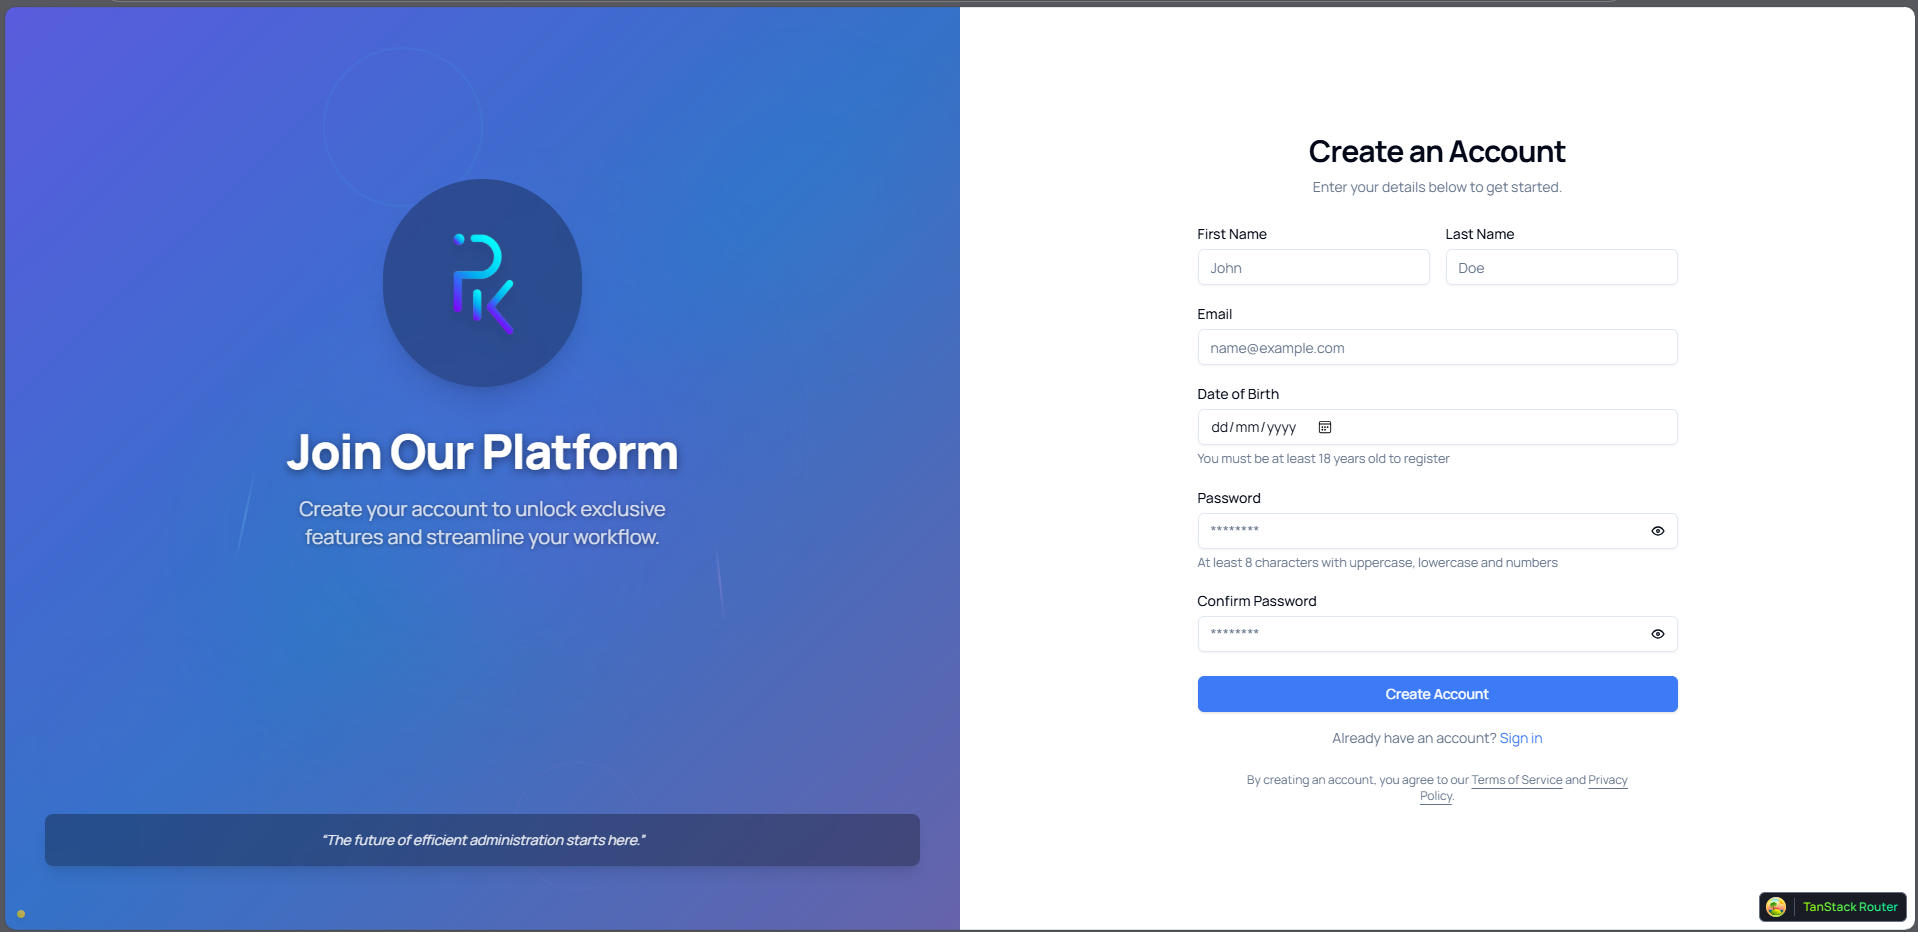 Join Our Platform
Create your account to unlock exclusive
features and streamline your workflow.
“The future of efficient administration starts here.”
Create an Account
Enter your details below to get started.
First Name
Last Name
John
Doe
Email
name@example.com
Date of Birth
dd/mm/yyyy
You must be at least 18 years old to register
Password
********
At least 8 characters with uppercase, lowercase and numbers
Confirm Password
********
Create Account
Already have an account? Sign in
By creating an account, you agree to our Terms of Service and Privacy
Policy.
TanStack Router